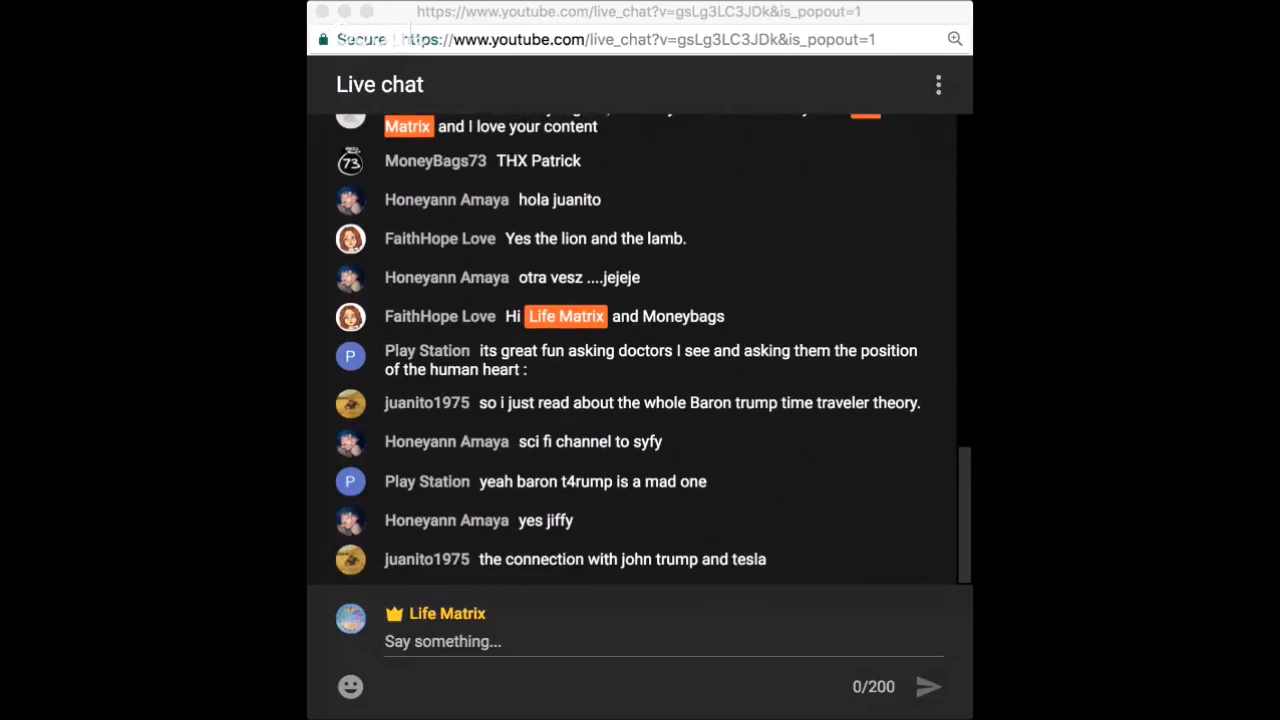 https://www.youtube.com/live_chat?v=gsLg3LC3JDk&is_popout=1
Secure https://www.youtube.com/live_chat?v=gsLg3LC3JDk&is_popout=1
Live chat
Matrix and I love your content
73
MoneyBags73 THX Patrick
Honeyann Amaya hola juanito
FaithHope Love Yes the lion and the lamb.
Honeyann Amaya otra vesz ....jejeje
FaithHope Love Hi Life Matrix and Moneybags
P
Play Station its great fun asking doctors I see and asking them the position
of the human heart :
juanito1975 so i just read about the whole Baron trump time traveler theory.
Honeyann Amaya sci fi channel to syfy
P
Play Station yeah baron t4rump is a mad one
Honeyann Amaya yes jiffy
juanito1975 the connection with john trump and tesla
Life Matrix
Say something...
0/200